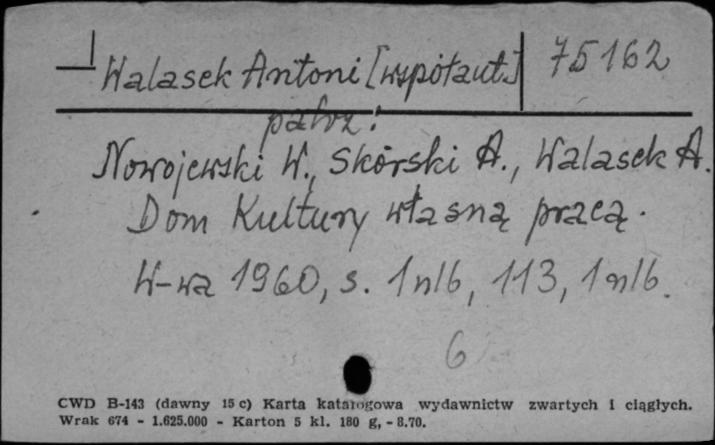 Walasek Antoni [współaut.] 75162
patrz:
Nowojewski W., Skórski A., Walasek A.
Dom Kultury własną pracą.
W-wa 1960, s. 1 nlb, 113, 1 nlb.
6
CWD B-143 (dawny 15 c) Karta katalogowa wydawnictw zwartych i ciągłych.
Wrak 674 - 1.625.000 - Karton 5 kl. 180 g, - 8.70.